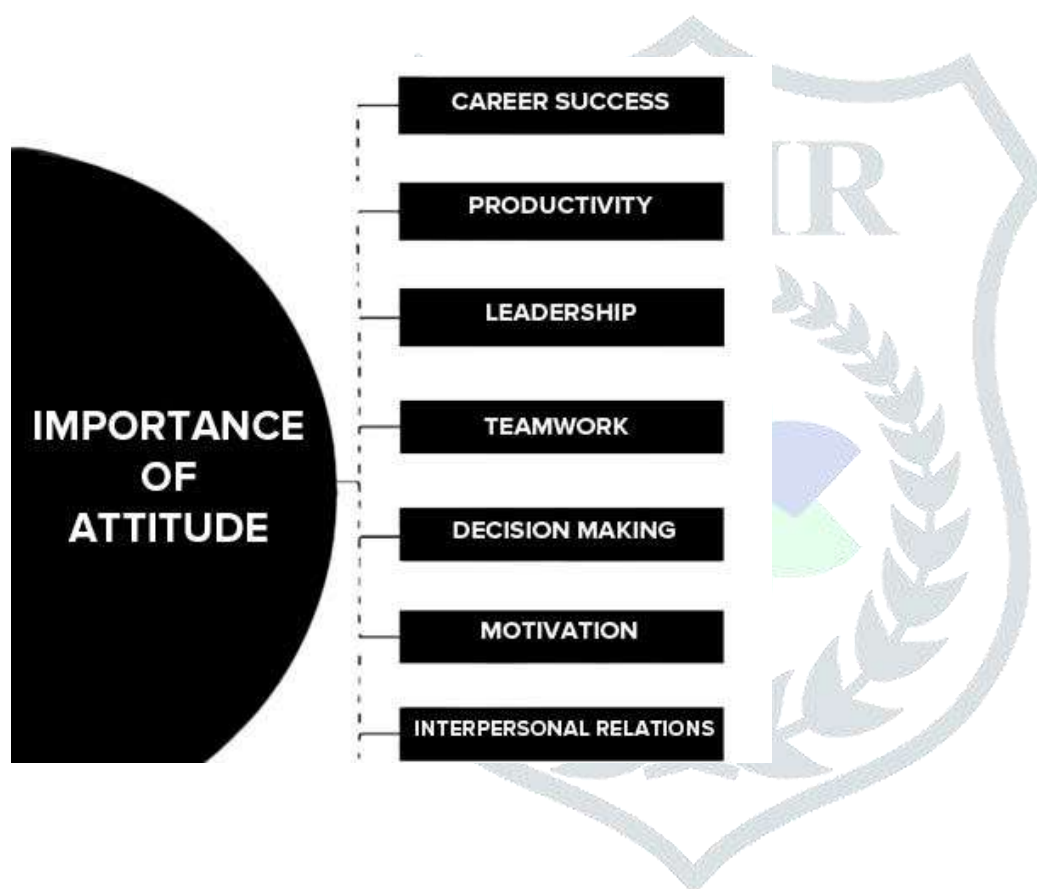 CAREER SUCCESS
PRODUCTIVITY
LEADERSHIP
TEAMWORK
DECISION MAKING
MOTIVATION
INTERPERSONAL RELATIONS
IMPORTANCE
OF
ATTITUDE